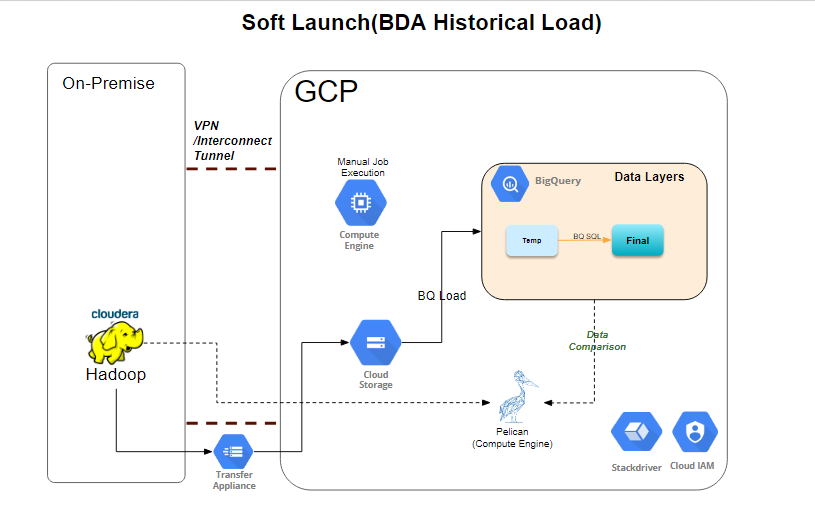 Soft Launch(BDA Historical Load)
On-Premise
GCP
VPN
/Interconnect
Tunnel
Manual Job
Execution
Compute
Engine
BigQuery
Data Layers
Temp
BQ SQL
Final
BQ Load
cloudera
Hadoop
Cloud
Storage
Data
Comparison
Pelican
(Compute Engine)
Transfer
Appliance
Stackdriver
Cloud IAM